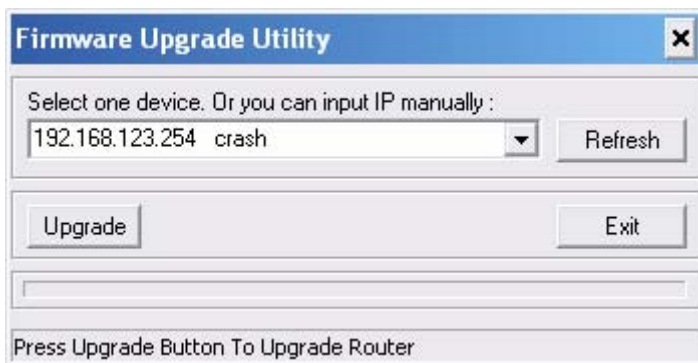 Firmware Upgrade Utility
Select one device. Or you can input IP manually :
192.168.123.254 crash
Refresh
Upgrade
Exit
Press Upgrade Button To Upgrade Router